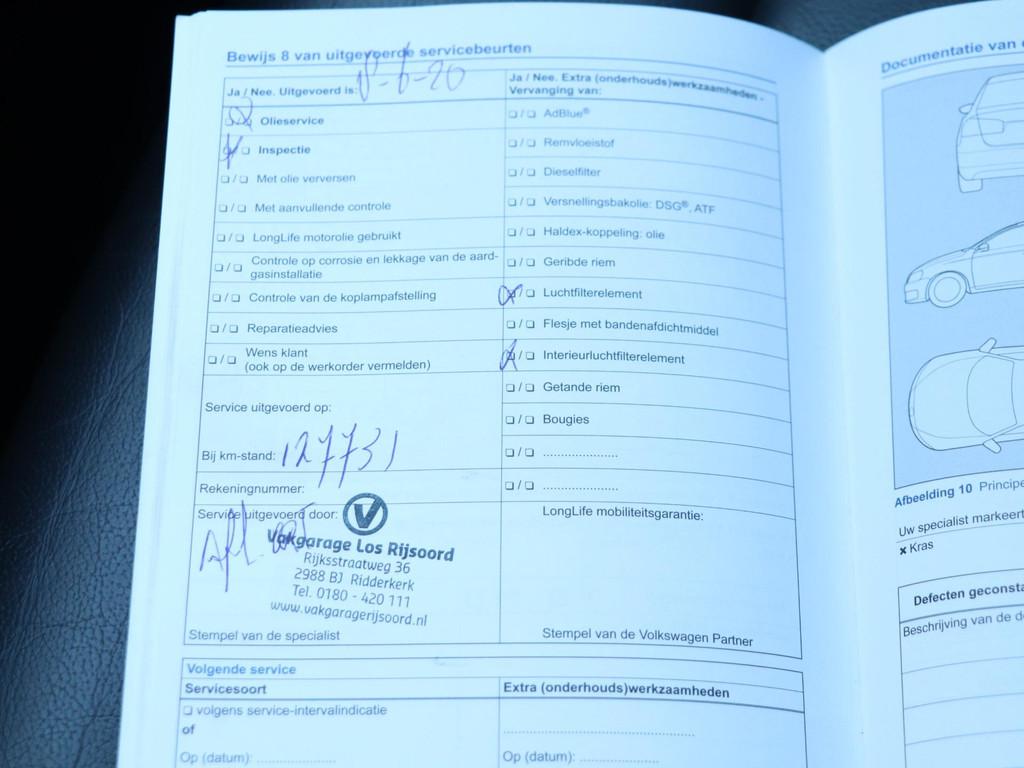 Bewijs 8 van uitgevoerde servicebeurten
Ja / Nee. Uitgevoerd is: 8-6-20
❏/❏ Olieservice
❏/❏ Inspectie
❏/❏ Met olie verversen
❏/❏ Met aanvullende controle
❏/❏ LongLife motorolie gebruikt
❏/❏ Controle op corrosie en lekkage van de aard-
gasinstallatie
❏/❏ Controle van de koplampafstelling
❏/❏ Reparatieadvies
❏/❏ Wens klant
(ook op de werkorder vermelden)
Service uitgevoerd op:
Bij km-stand: 127731
Rekeningnummer:
Service uitgevoerd door:
Vakgarage Los Rijsoord
Rijksstraatweg 36
2988 BJ Ridderkerk
Tel. 0180 - 420 111
www.vakgaragerijsoord.nl
Stempel van de specialist
Ja / Nee. Extra (onderhouds)werkzaamheden -
Vervanging van:
❏/❏ AdBlue®
❏/❏ Remvloeistof
❏/❏ Dieselfilter
❏/❏ Versnellingsbakolie: DSG®, ATF
❏/❏ Haldex-koppeling: olie
❏/❏ Geribde riem
❏/❏ Luchtfilterelement
❏/❏ Flesje met bandenafdichtmiddel
❏/❏ Interieurluchtfilterelement
❏/❏ Getande riem
❏/❏ Bougies
❏/❏ .....................
❏/❏ .....................
LongLife mobiliteitsgarantie:
Stempel van de Volkswagen Partner
Volgende service
Servicesoort
❏ volgens service-intervalindicatie
of
Op (datum): .....................
Extra (onderhouds)werkzaamheden
..................................................
Op (datum): .....................
Documentatie van
Afbeelding 10 Principe
Uw specialist markeert
× Kras
Defecten geconsta
Beschrijving van de d